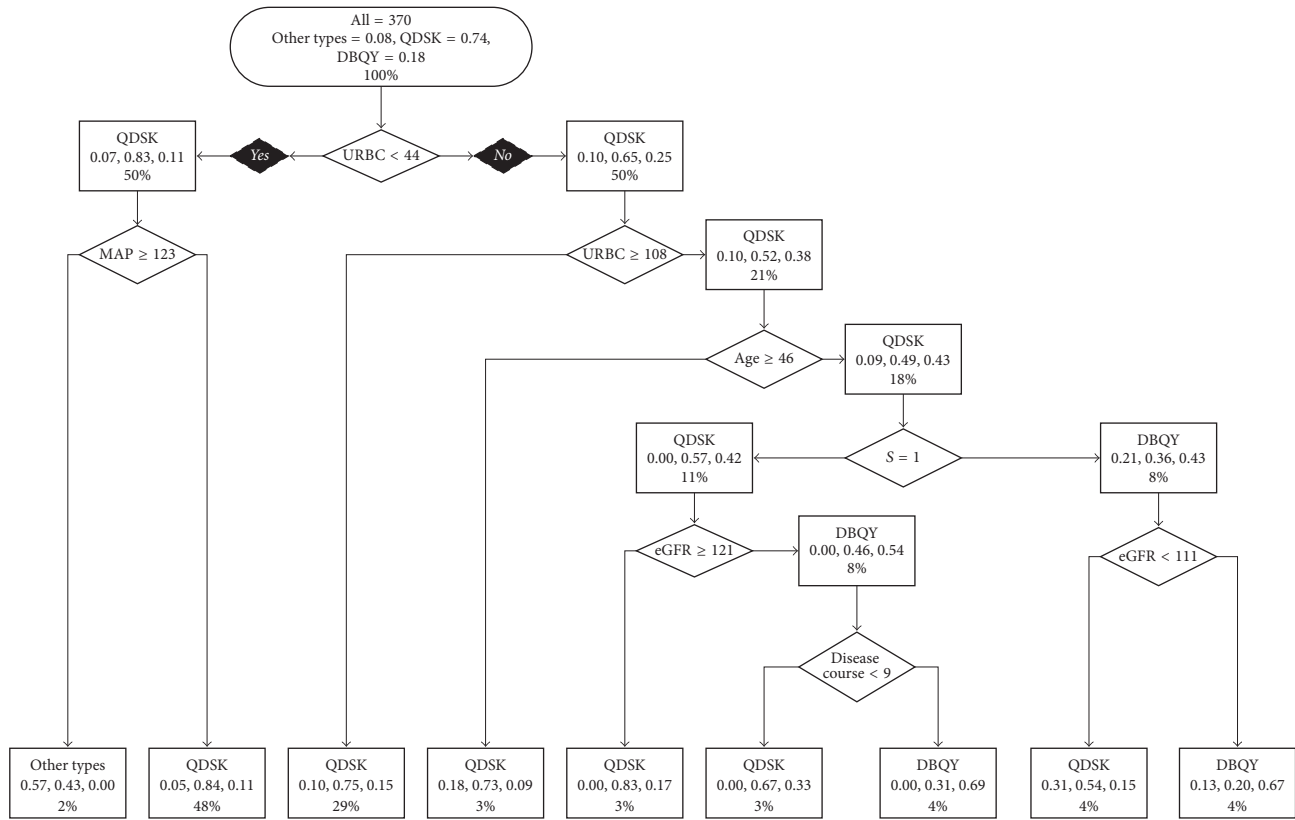 All = 370
Other types = 0.08, QDSK = 0.74,
DBQY = 0.18
100%
QDSK
0.07, 0.83, 0.11
50%
Yes
URBC < 44
No
QDSK
0.10, 0.65, 0.25
50%
MAP ≥ 123
URBC ≥ 108
QDSK
0.10, 0.52, 0.38
21%
Age ≥ 46
QDSK
0.09, 0.49, 0.43
18%
QDSK
0.00, 0.57, 0.42
11%
S = 1
DBQY
0.21, 0.36, 0.43
8%
eGFR ≥ 121
DBQY
0.00, 0.46, 0.54
8%
eGFR < 111
Disease
course < 9
Other types
0.57, 0.43, 0.00
2%
QDSK
0.05, 0.84, 0.11
48%
QDSK
0.10, 0.75, 0.15
29%
QDSK
0.18, 0.73, 0.09
3%
QDSK
0.00, 0.83, 0.17
3%
QDSK
0.00, 0.67, 0.33
3%
DBQY
0.00, 0.31, 0.69
4%
QDSK
0.31, 0.54, 0.15
4%
DBQY
0.13, 0.20, 0.67
4%